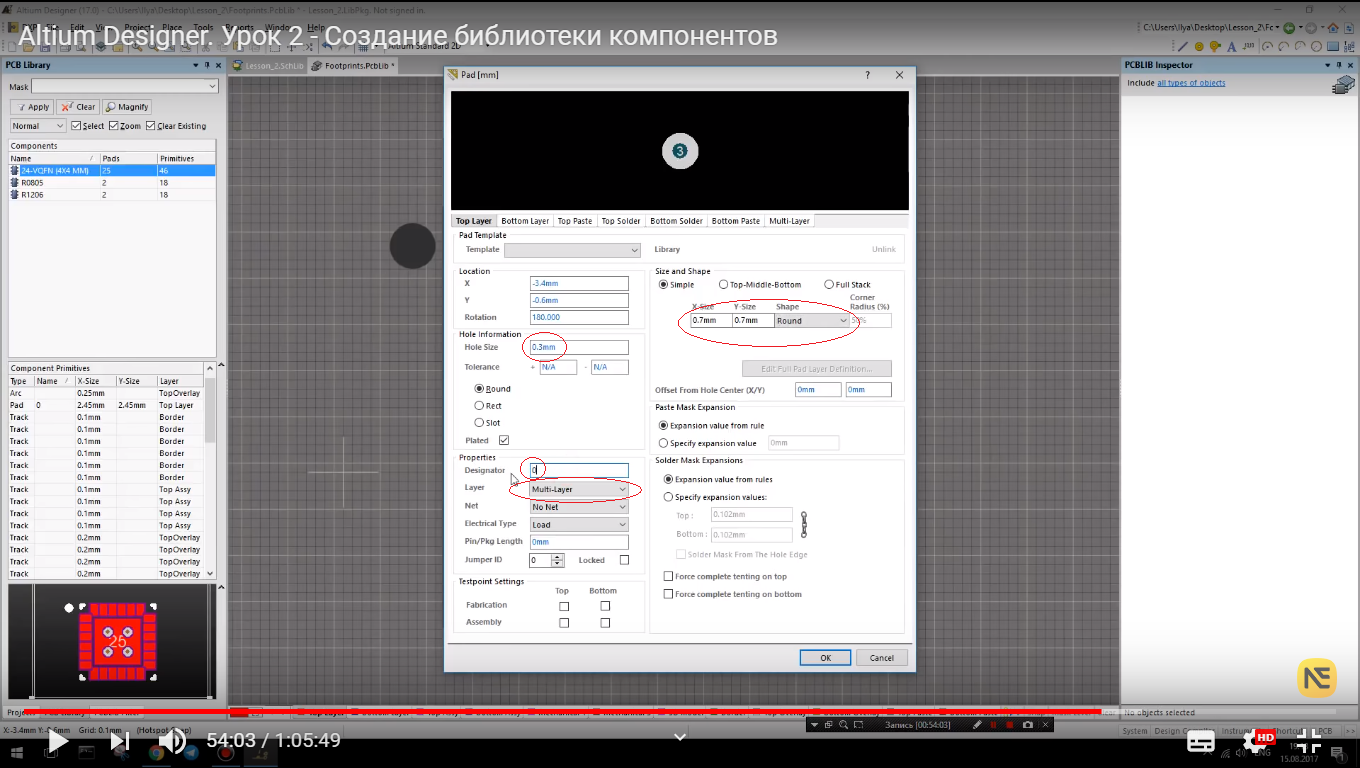 Altium Designer (17.0) - C:\Users\Ilya\Desktop\Lesson_2\Footprints.PcbLib * - Lesson_2.LibPkg. Not signed in.
Altium Designer. Урок 2 - Создание библиотеки компонентов
C:\Users\Ilya\Desktop\Lesson_2\Fc
Altium Standard 2D
PCB Library
Lesson_2.SchLib
Footprints.PcbLib *
Pad [mm]
?
PCBLIB Inspector
Mask
Include all types of objects
Apply
Clear
Magnify
Normal
Select
Zoom
Clear Existing
Components
Name
Pads
Primitives
24-VQFN (4X4 MM)
25
46
R0805
2
18
R1206
2
18
3
Top Layer
Bottom Layer
Top Paste
Top Solder
Bottom Solder
Bottom Paste
Multi-Layer
Pad Template
Template
Library
Unlink
Location
X
-3.4mm
Y
-0.6mm
Rotation
180.000
Hole Information
Hole Size
0.3mm
Tolerance
+ N/A
- N/A
Round
Rect
Slot
Plated
Properties
Designator
0
Layer
Multi-Layer
Net
No Net
Electrical Type
Load
Pin/Pkg Length
0mm
Jumper ID
0
Locked
Testpoint Settings
Top
Bottom
Fabrication
Assembly
Size and Shape
Simple
Top-Middle-Bottom
Full Stack
X-Size
Y-Size
Shape
Corner
Radius (%)
0.7mm
0.7mm
Round
50%
Edit Full Pad Layer Definition...
Offset From Hole Center (X/Y)
0mm
0mm
Paste Mask Expansion
Expansion value from rule
Specify expansion value
0mm
Solder Mask Expansions
Expansion value from rules
Specify expansion values:
Top :
0.102mm
Bottom :
0.102mm
Solder Mask From The Hole Edge
Force complete tenting on top
Force complete tenting on bottom
OK
Cancel
Component Primitives
Type Name X-Size Y-Size Layer
Arc 0.25mm TopOverlay
Pad 0 2.45mm 2.45mm Top Layer
Track 0.1mm Border
Track 0.1mm Border
Track 0.1mm Border
Track 0.1mm Border
Track 0.1mm Border
Track 0.1mm Border
Track 0.1mm Top Assy
Track 0.1mm Top Assy
Track 0.1mm Top Assy
Track 0.1mm Top Assy
Track 0.2mm TopOverlay
Track 0.2mm TopOverlay
Track 0.2mm TopOverlay
Track 0.2mm TopOverlay
25
NE
No objects selected
Запись [00:54:03]
54:03 / 1:05:49
HD
ENG
15.08.2017